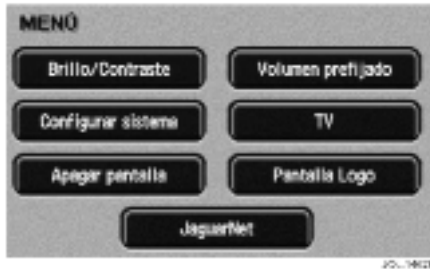 MENÚ
Brillo/Contraste
Volumen prefijado
Configurar sistema
TV
Apagar pantalla
Pantalla Logo
JaguarNet